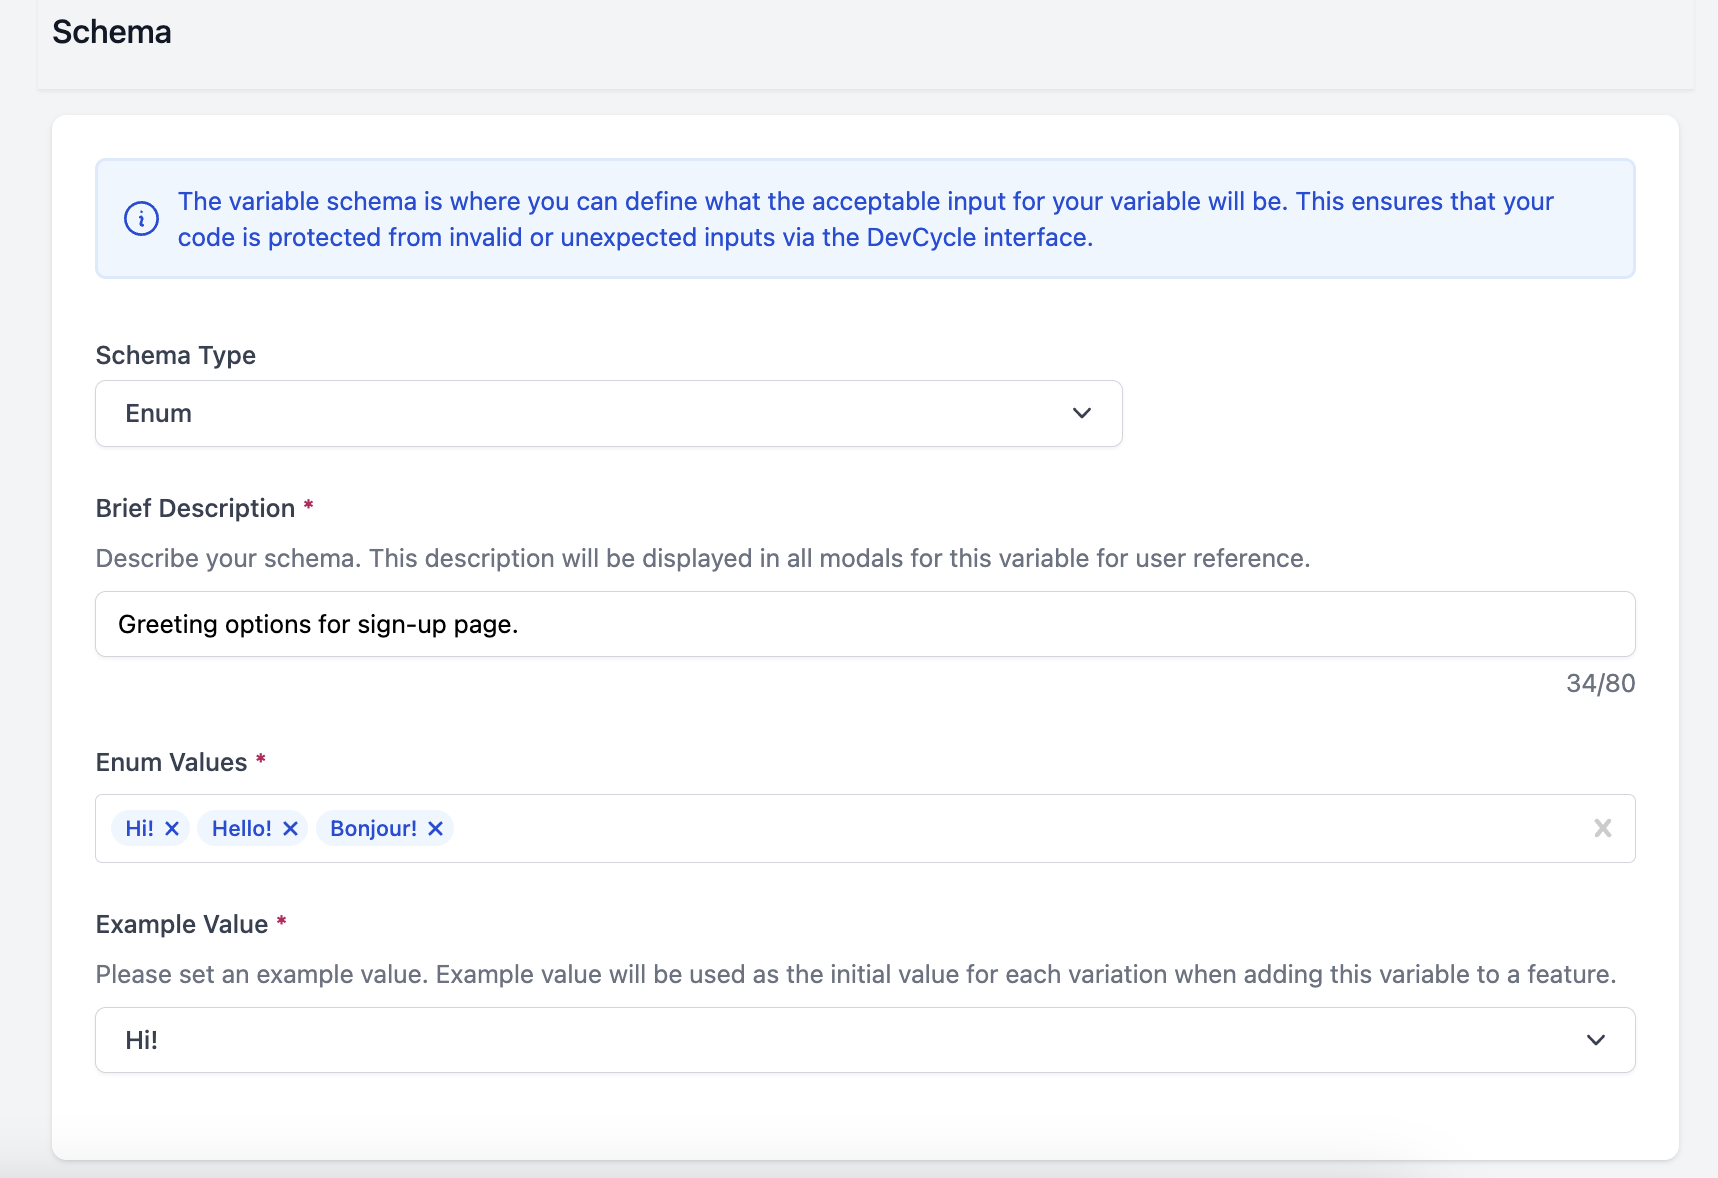 Schema
The variable schema is where you can define what the acceptable input for your variable will be. This ensures that your
code is protected from invalid or unexpected inputs via the DevCycle interface.
Schema Type
Enum
Brief Description *
Describe your schema. This description will be displayed in all modals for this variable for user reference.
Greeting options for sign-up page.
34/80
Enum Values *
Hi! Hello! Bonjour!
Example Value *
Please set an example value. Example value will be used as the initial value for each variation when adding this variable to a feature.
Hi!